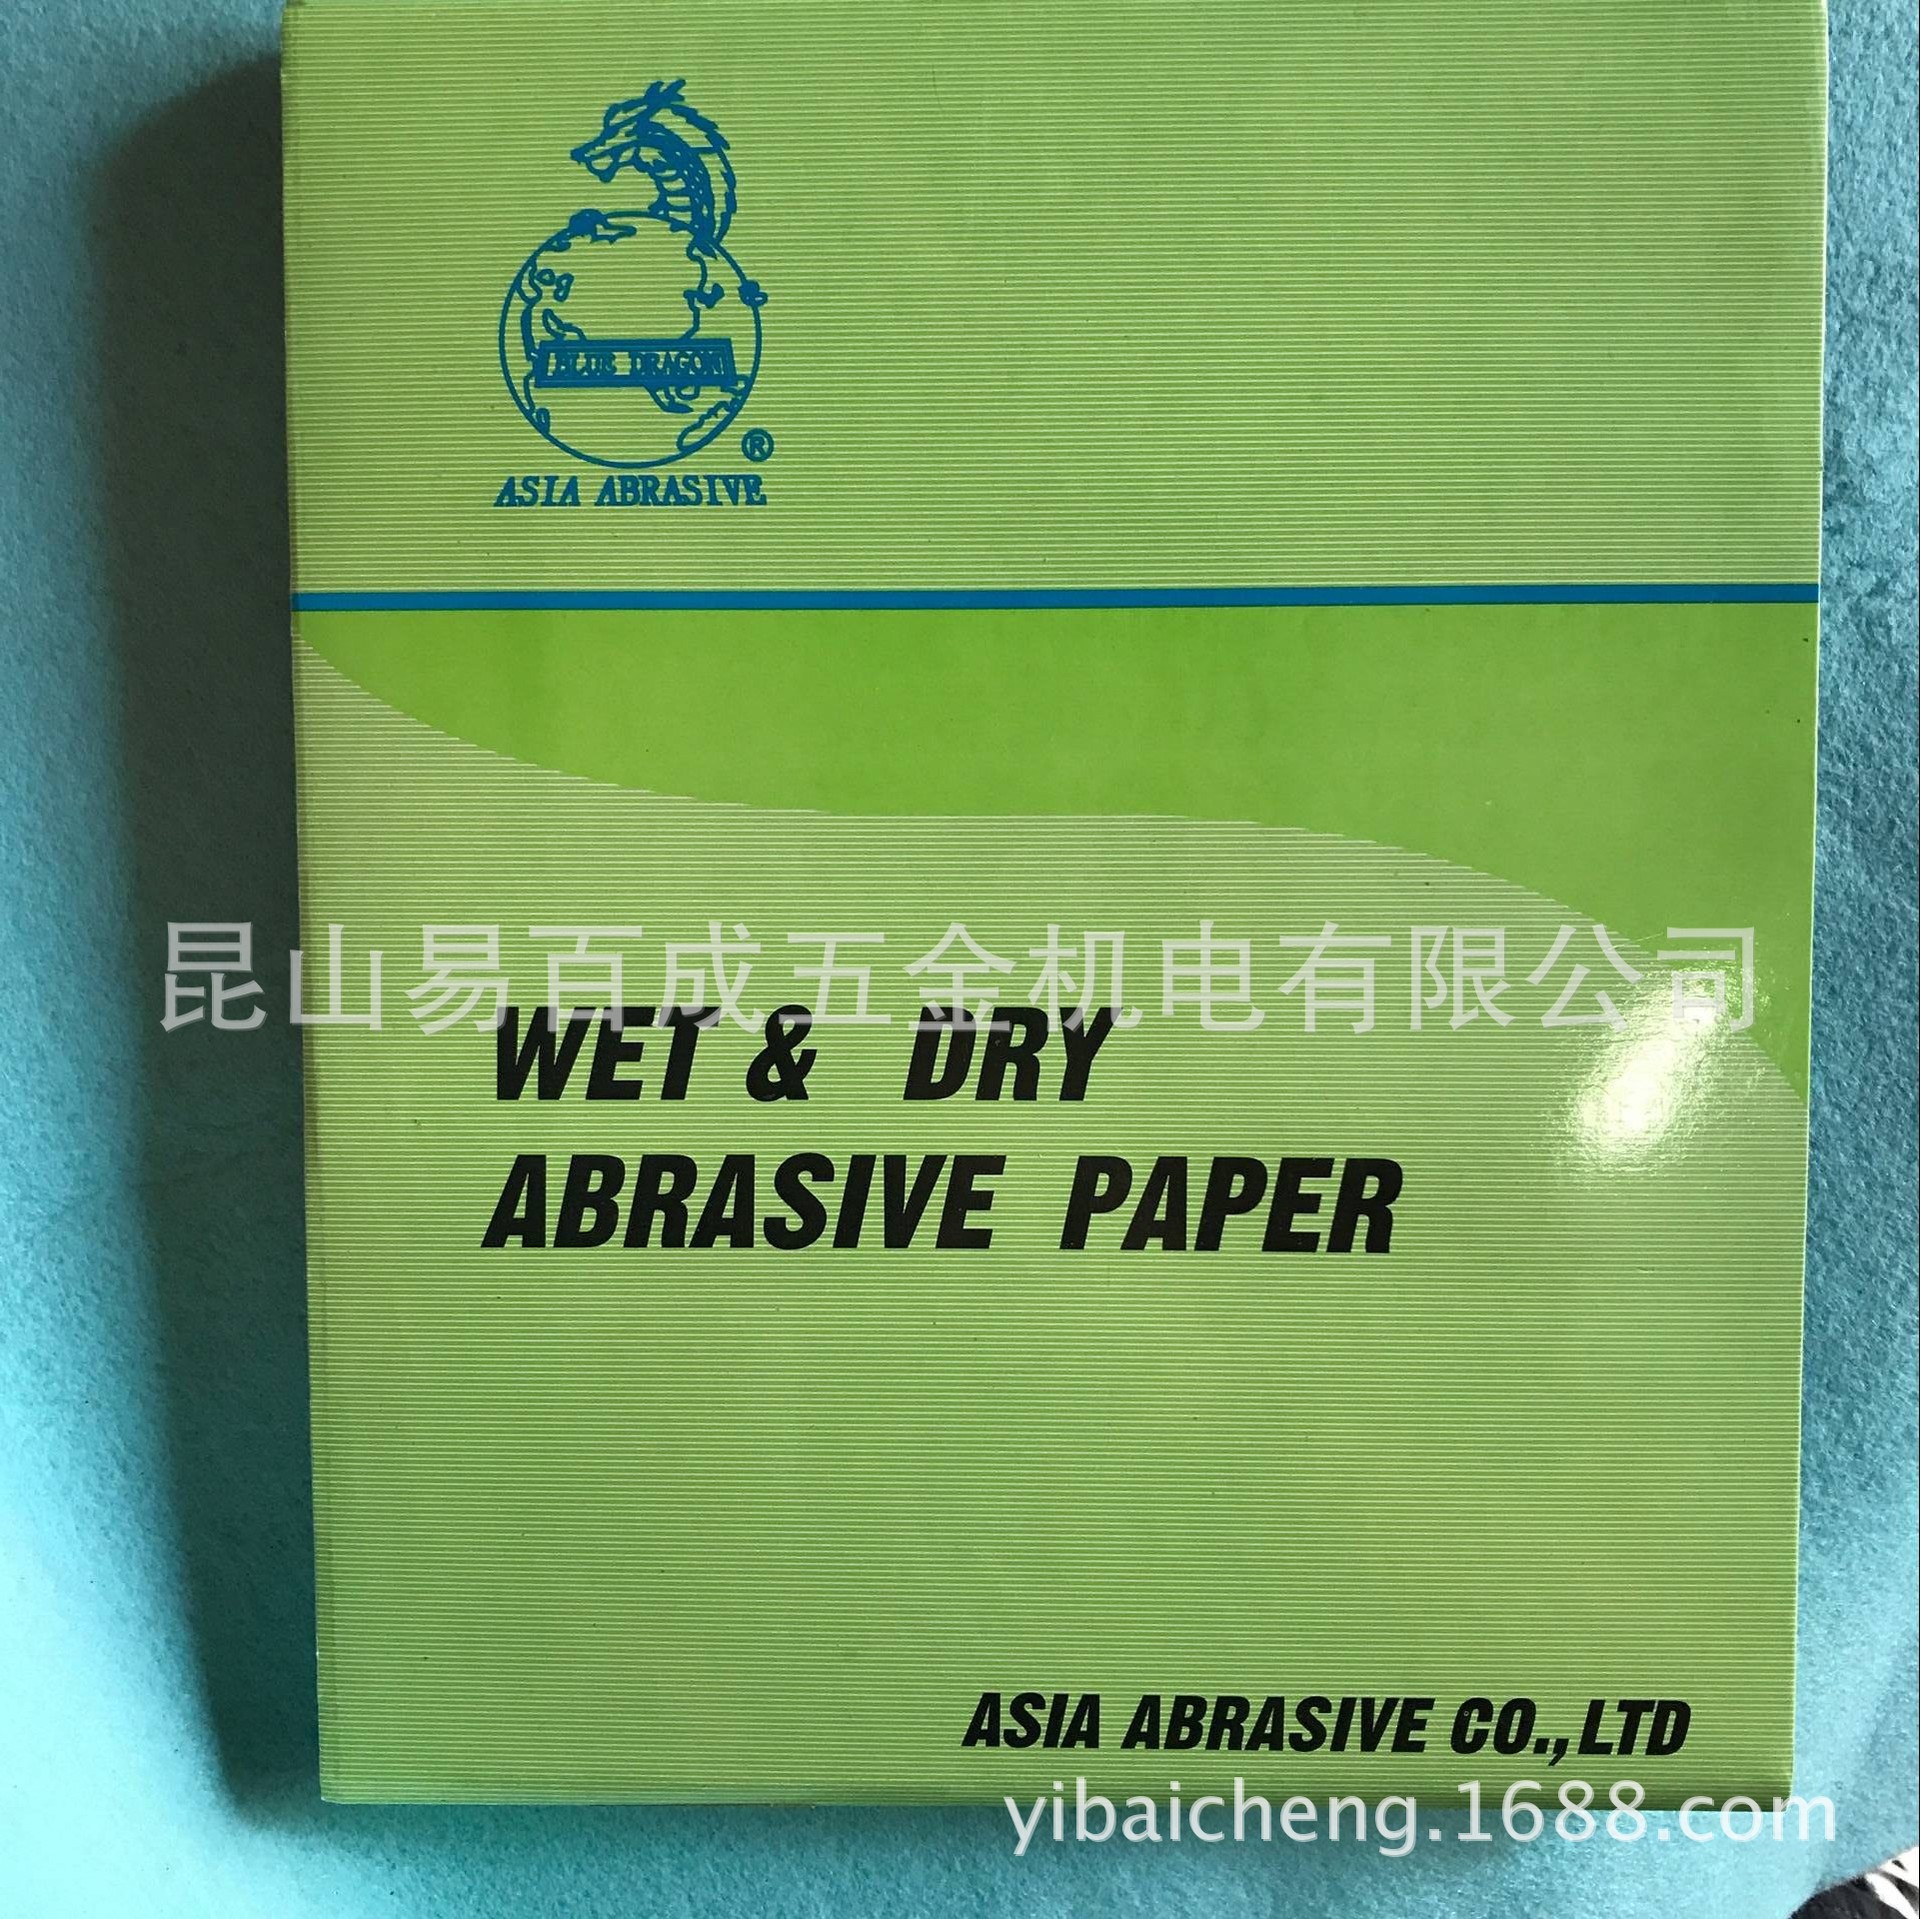 BLUE DRAGON
®
ASIA ABRASIVE
昆山易百成五金机电有限公司
WET & DRY
ABRASIVE PAPER
ASIA ABRASIVE CO.,LTD
yibaicheng.1688.com